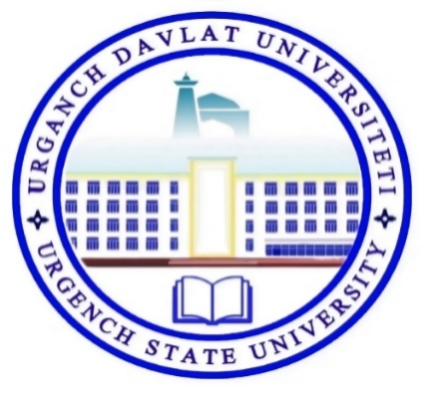 URGANCH DAVLAT UNIVERSITETI
URGENCH STATE UNIVERSITY